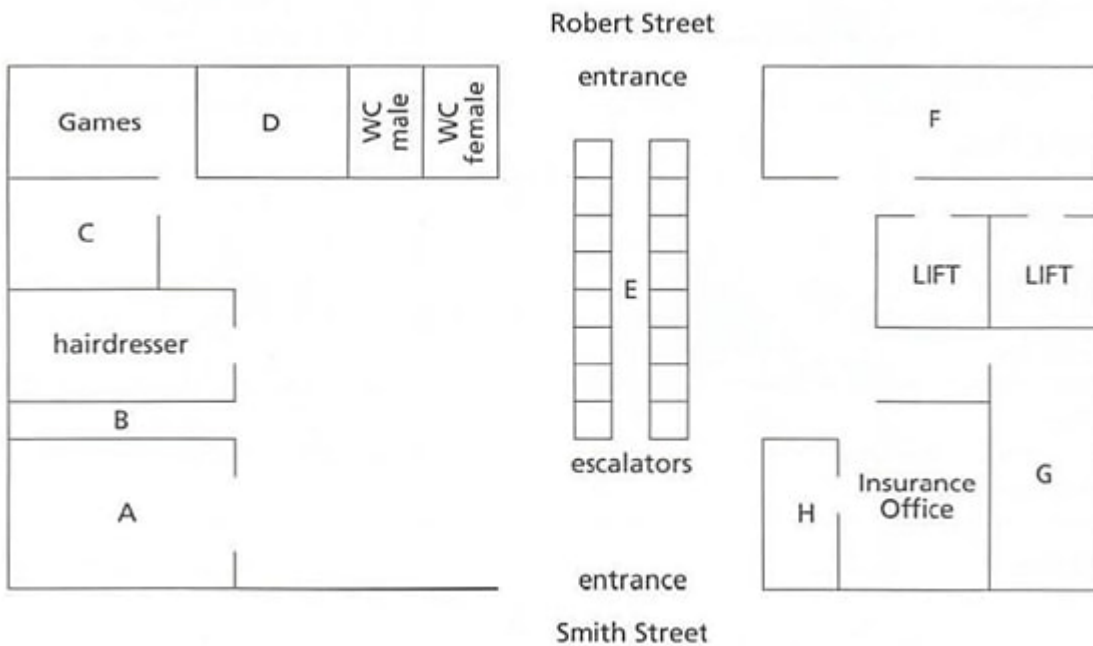 Robert Street
entrance
Games
D
WC
male
WC
female
F
C
E
LIFT
LIFT
hairdresser
B
escalators
A
H
Insurance
Office
G
entrance
Smith Street